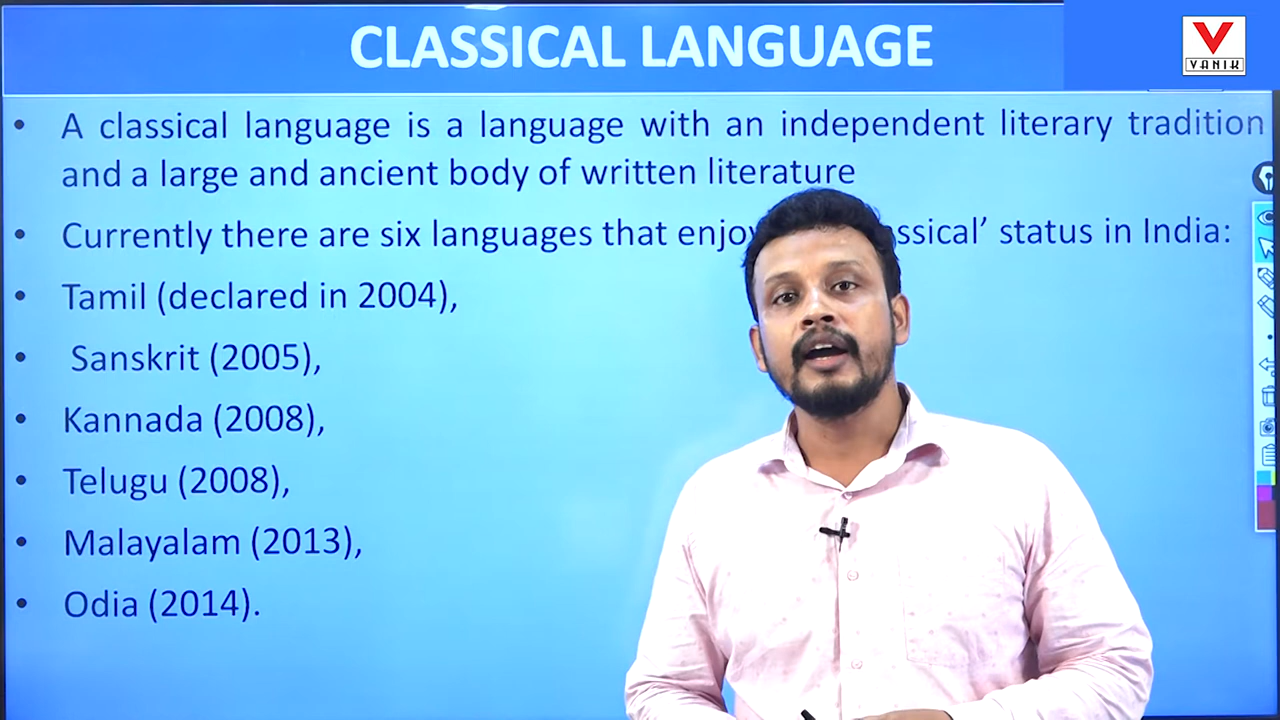 CLASSICAL LANGUAGE
VANIK
• A classical language is a language with an independent literary tradition
and a large and ancient body of written literature
• Currently there are six languages that enjoy ssical’ status in India:
• Tamil (declared in 2004),
• Sanskrit (2005),
• Kannada (2008),
• Telugu (2008),
• Malayalam (2013),
• Odia (2014).